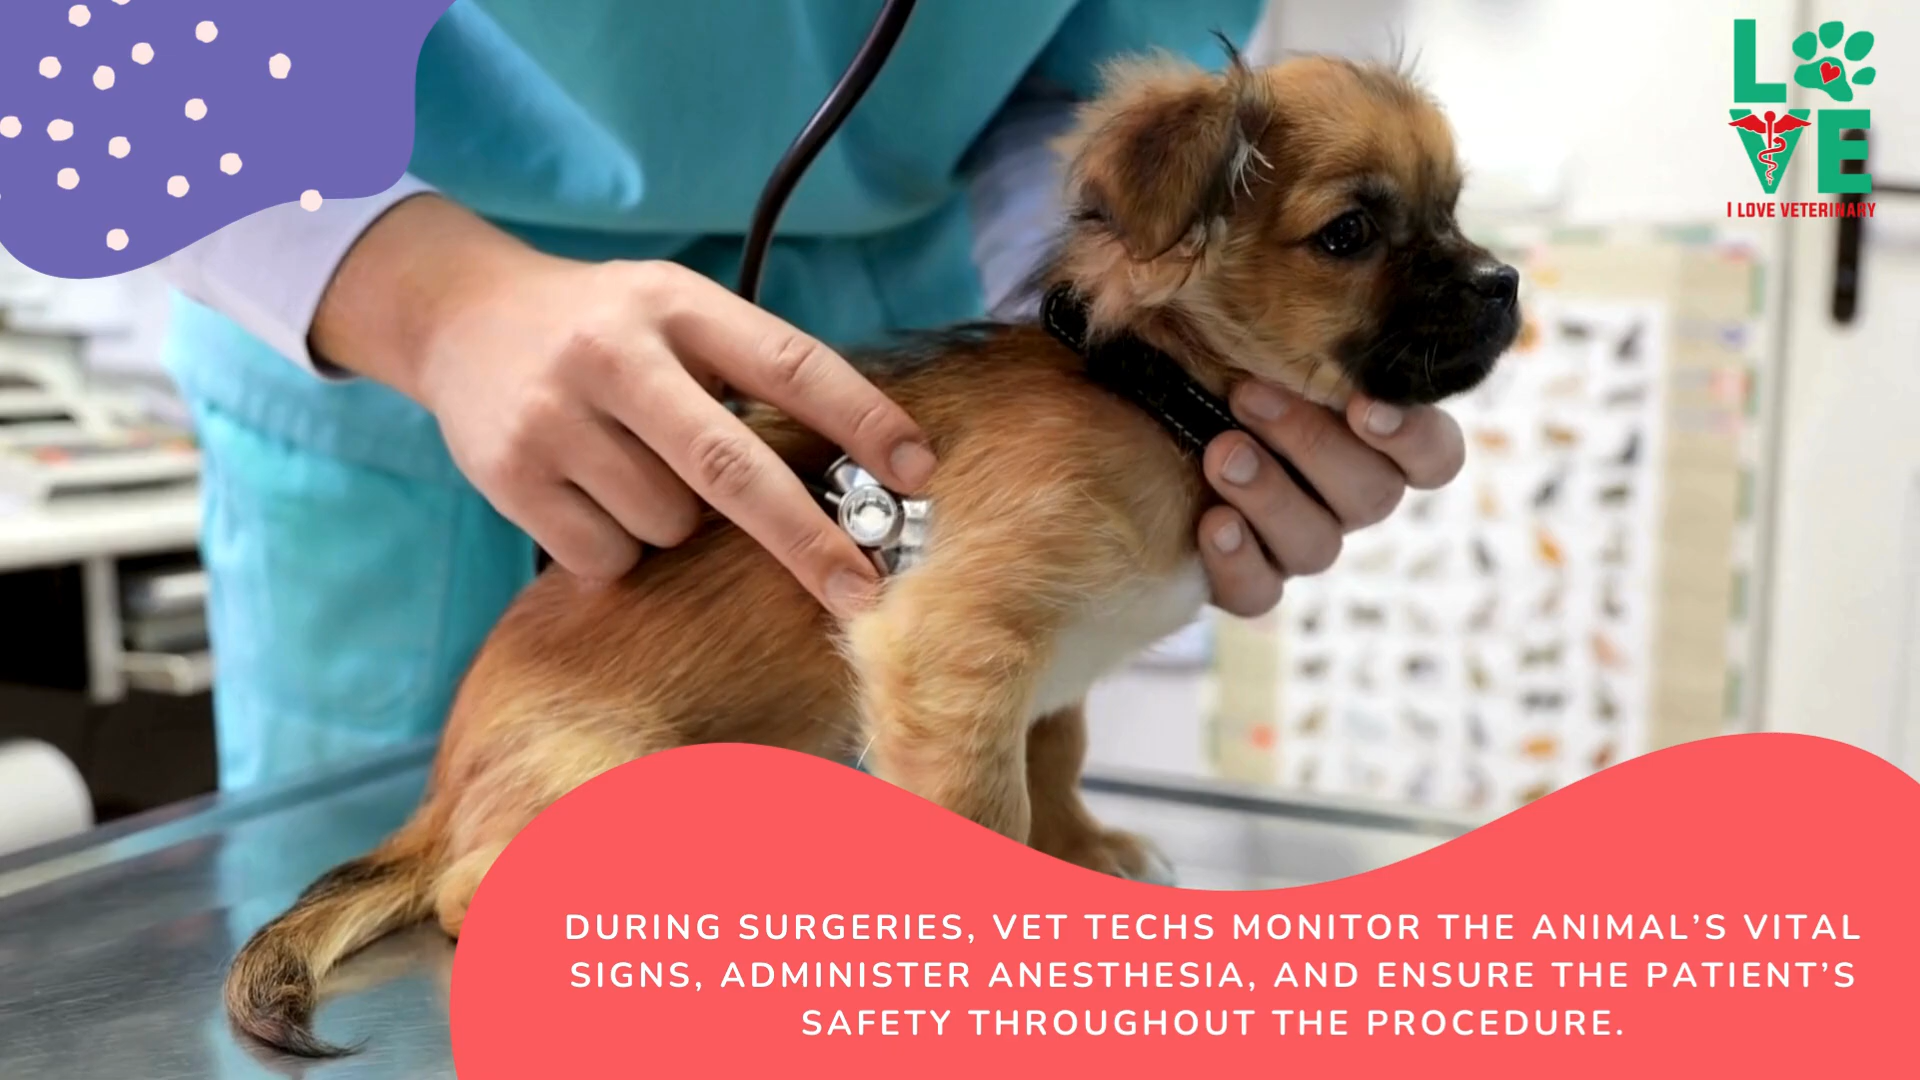 LOVE
I LOVE VETERINARY
DURING SURGERIES, VET TECHS MONITOR THE ANIMAL’S VITAL
SIGNS, ADMINISTER ANESTHESIA, AND ENSURE THE PATIENT’S
SAFETY THROUGHOUT THE PROCEDURE.